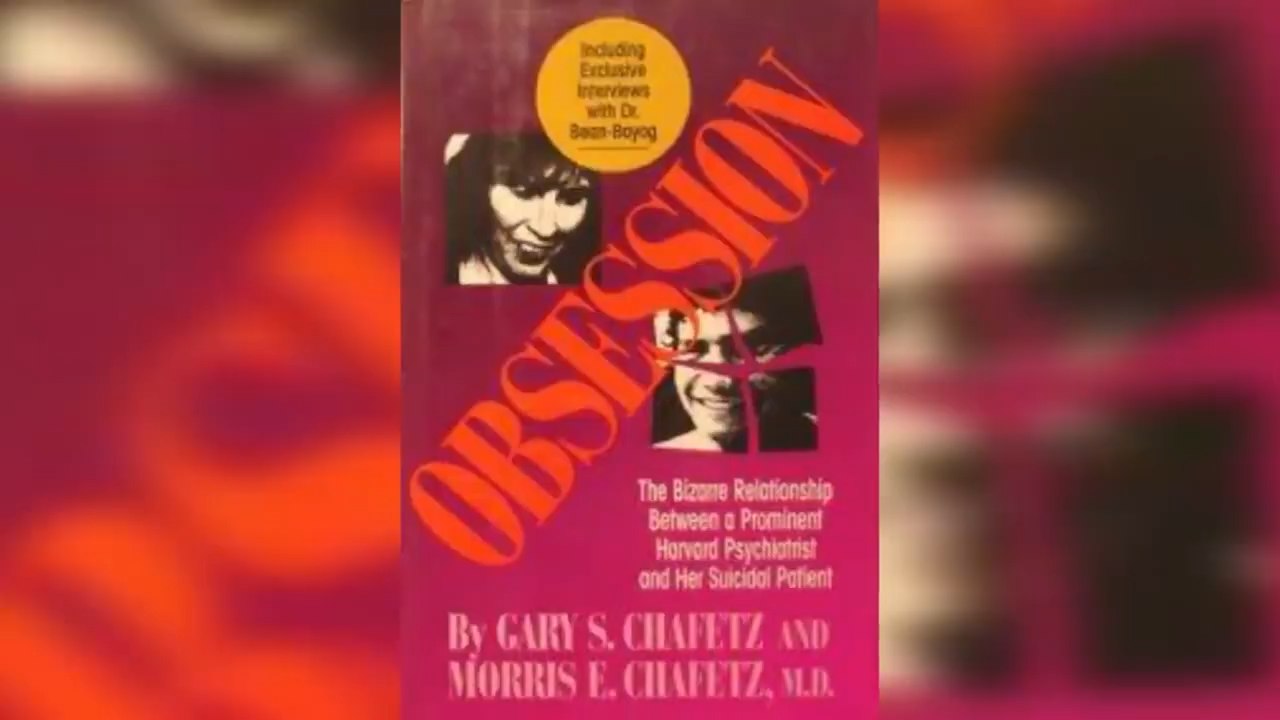 Including
Exclusive
Interviews
with Dr.
Bean-Bayog
OBSESSION
The Bizarre Relationship
Between a Prominent
Harvard Psychiatrist
and Her Suicidal Patient
By GARY S. CHAFETZ AND
MORRIS E. CHAFETZ, M.D.